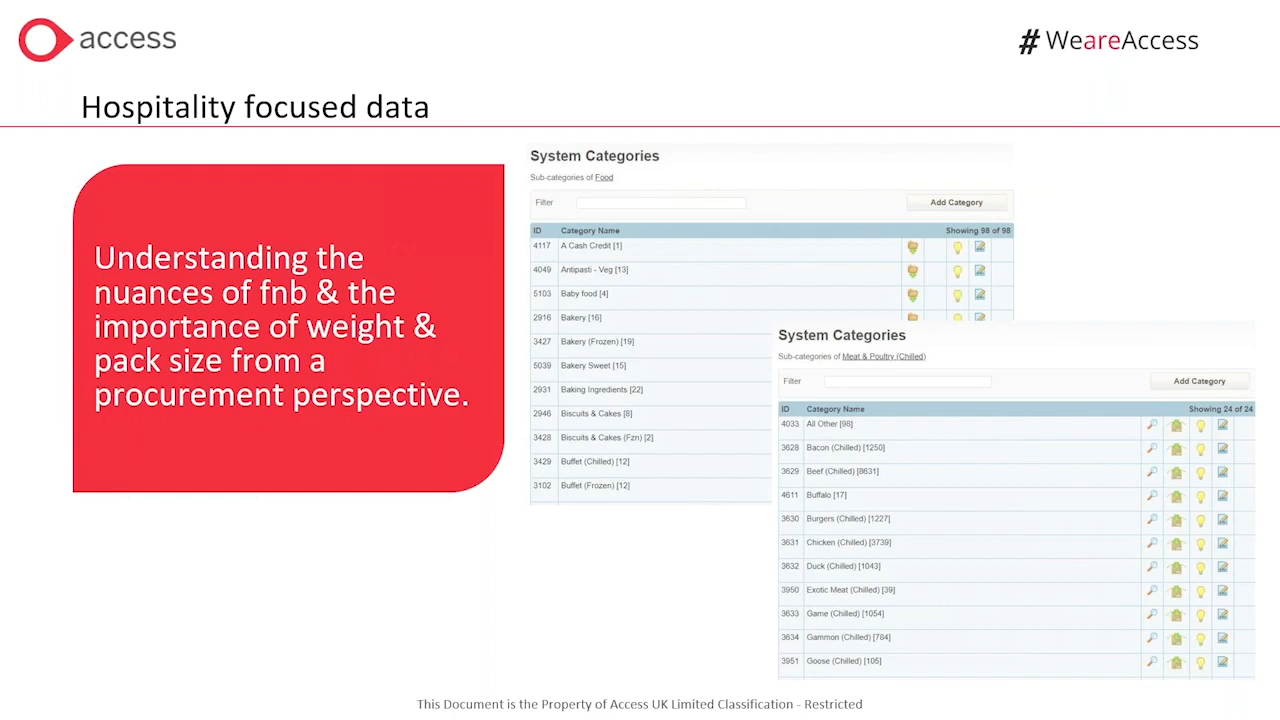 access
# WeareAccess
Hospitality focused data
Understanding the
nuances of fnb & the
importance of weight &
pack size from a
procurement perspective.
System Categories
Sub-categories of Food
Filter
Add Category
ID Category Name Showing 98 of 98
4117 A Cash Credit [1]
4049 Antipasti - Veg [13]
5103 Baby food [4]
2916 Bakery [16]
3427 Bakery (Frozen) [19]
5039 Bakery Sweet [15]
2931 Baking Ingredients [22]
2946 Biscuits & Cakes [8]
3428 Biscuits & Cakes (Fzn) [2]
3429 Buffet (Chilled) [12]
3102 Buffet (Frozen) [12]
System Categories
Sub-categories of Meat & Poultry (Chilled)
Filter
Add Category
ID Category Name Showing 24 of 24
4033 All Other [98]
3628 Bacon (Chilled) [1250]
3629 Beef (Chilled) [8631]
4611 Buffalo [17]
3630 Burgers (Chilled) [1227]
3631 Chicken (Chilled) [3739]
3632 Duck (Chilled) [1043]
3950 Exotic Meat (Chilled) [39]
3633 Game (Chilled) [1054]
3634 Gammon (Chilled) [784]
3951 Goose (Chilled) [105]
This Document is the Property of Access UK Limited Classification - Restricted